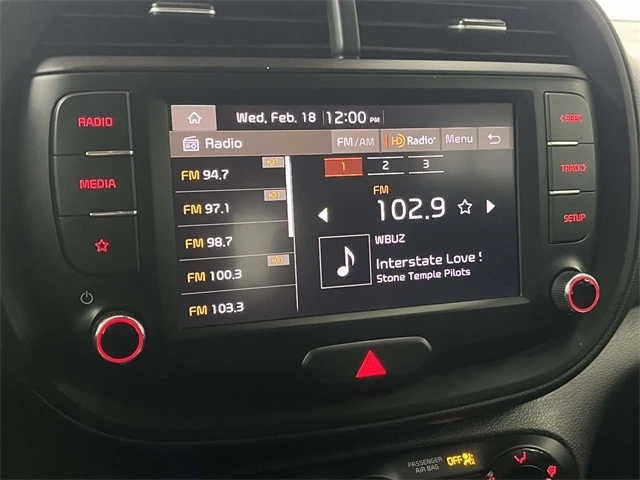 Wed, Feb. 18 12:00 PM
RADIO
Radio
FM/AM
HD Radio
Menu
<SEEK
MEDIA
FM 94.7
FM 97.1
FM 98.7
FM 100.3
FM 103.3
1 2 3
FM
102.9
WBUZ
Interstate Love S
Stone Temple Pilots
TRACK>
SETUP
PASSENGER
AIR BAG
OFF